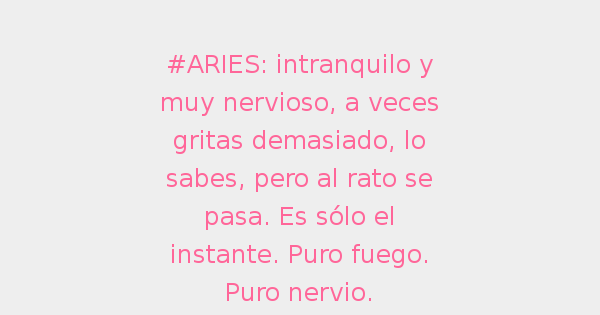 #ARIES: intranquilo y
muy nervioso, a veces
gritas demasiado, lo
sabes, pero al rato se
pasa. Es sólo el
instante. Puro fuego.
Puro nervio.